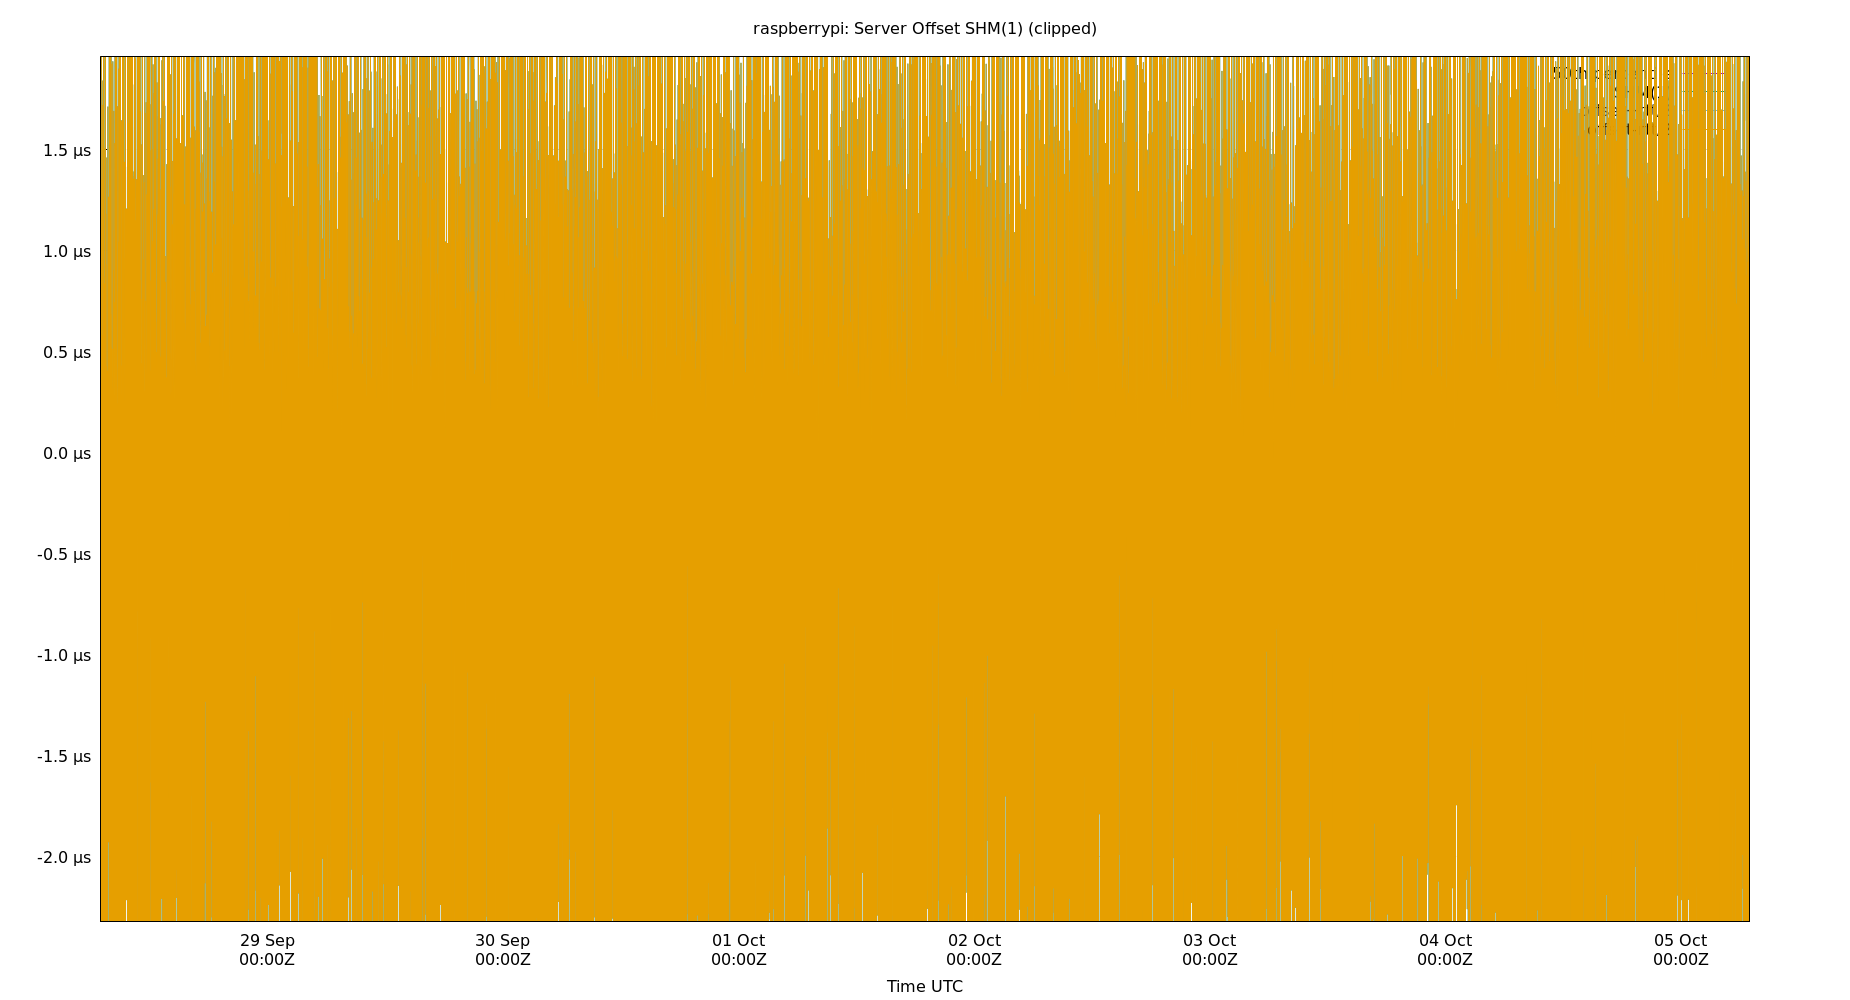 raspberrypi: Server Offset SHM(1) (clipped)
1.5 µs
1.0 µs
0.5 µs
0.0 µs
-0.5 µs
-1.0 µs
-1.5 µs
-2.0 µs
29 Sep 30 Sep 01 Oct 02 Oct 03 Oct 04 Oct 05 Oct
00:00Z 00:00Z 00:00Z 00:00Z 00:00Z 00:00Z 00:00Z
Time UTC